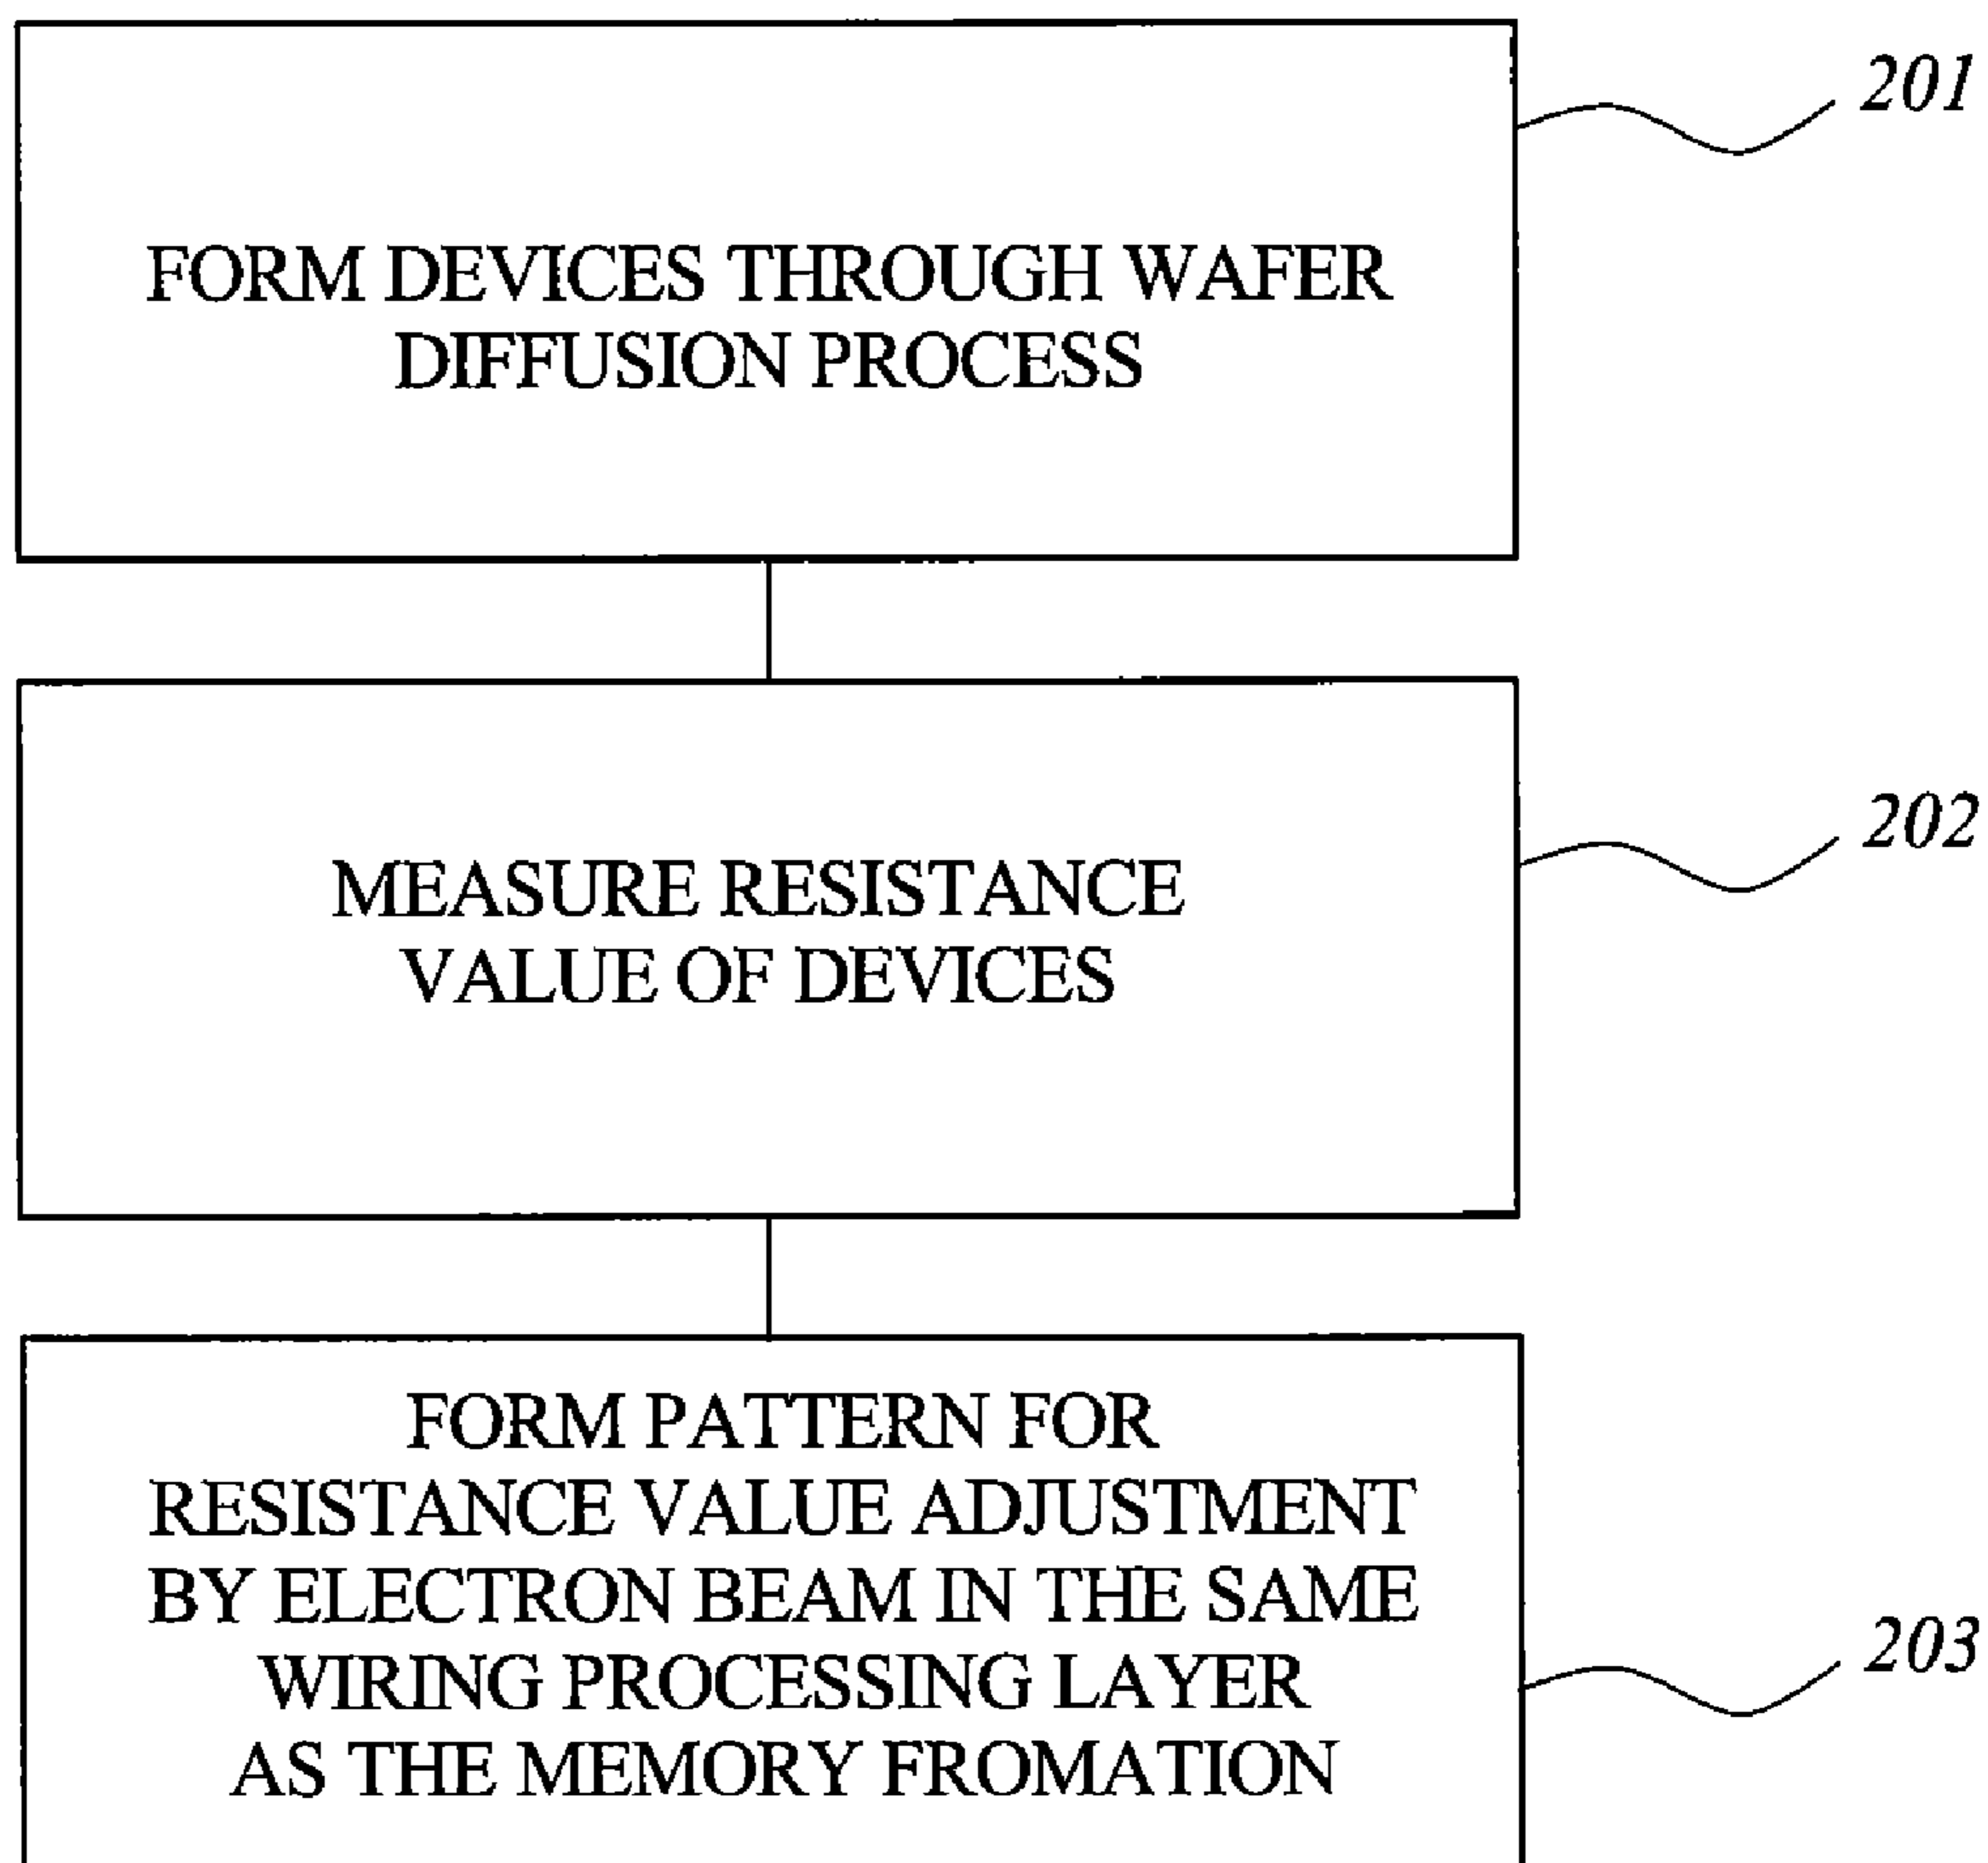 201
FORM DEVICES THROUGH WAFER
DIFFUSION PROCESS
202
MEASURE RESISTANCE
VALUE OF DEVICES
FORM PATTERN FOR
RESISTANCE VALUE ADJUSTMENT
BY ELECTRON BEAM IN THE SAME
WIRING PROCESSING LAYER
AS THE MEMORY FROMATION
203